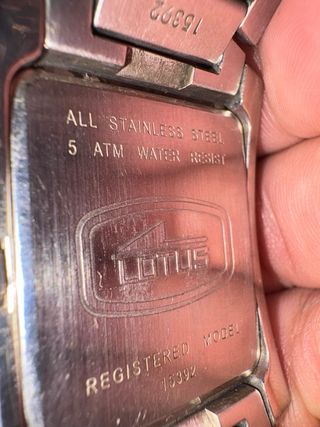 15392
ALL STAINLESS STEEL
5 ATM WATER RESIST
LOTUS
REGISTERED MODEL
15392